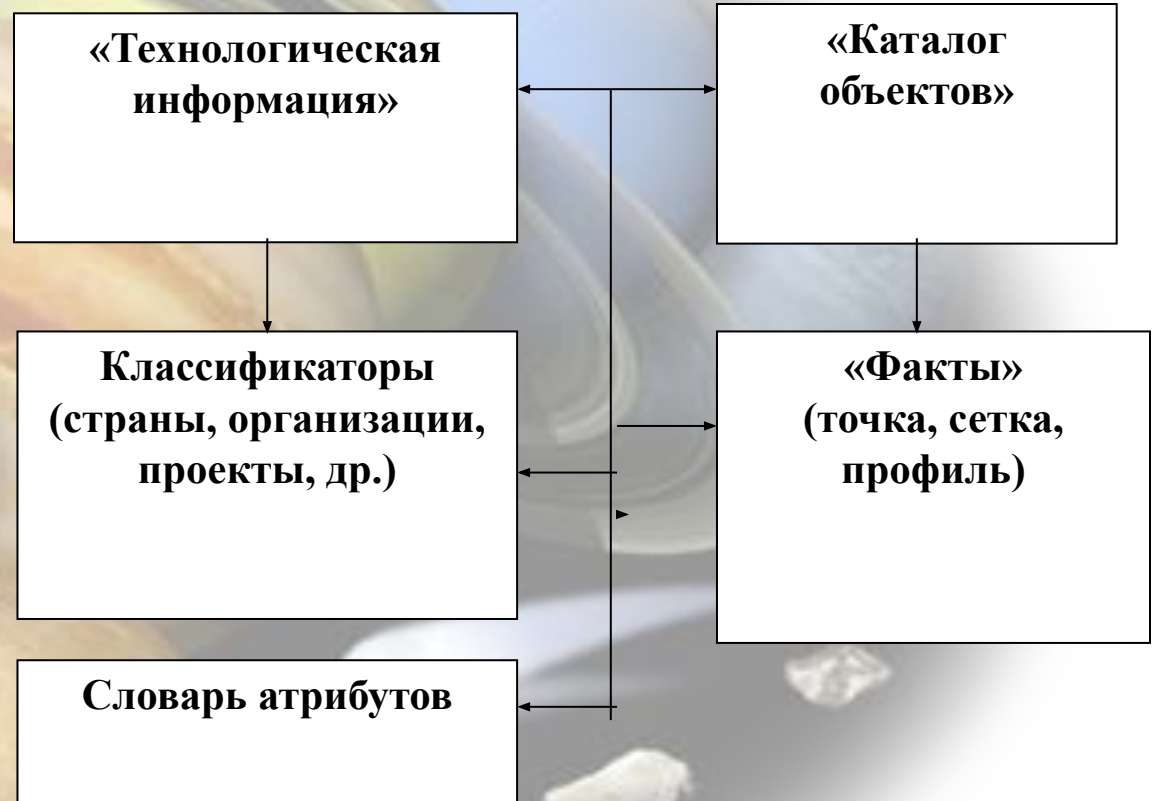 «Технологическая
информация»
«Каталог
объектов»
Классификаторы
(страны, организации,
проекты, др.)
«Факты»
(точка, сетка,
профиль)
Словарь атрибутов